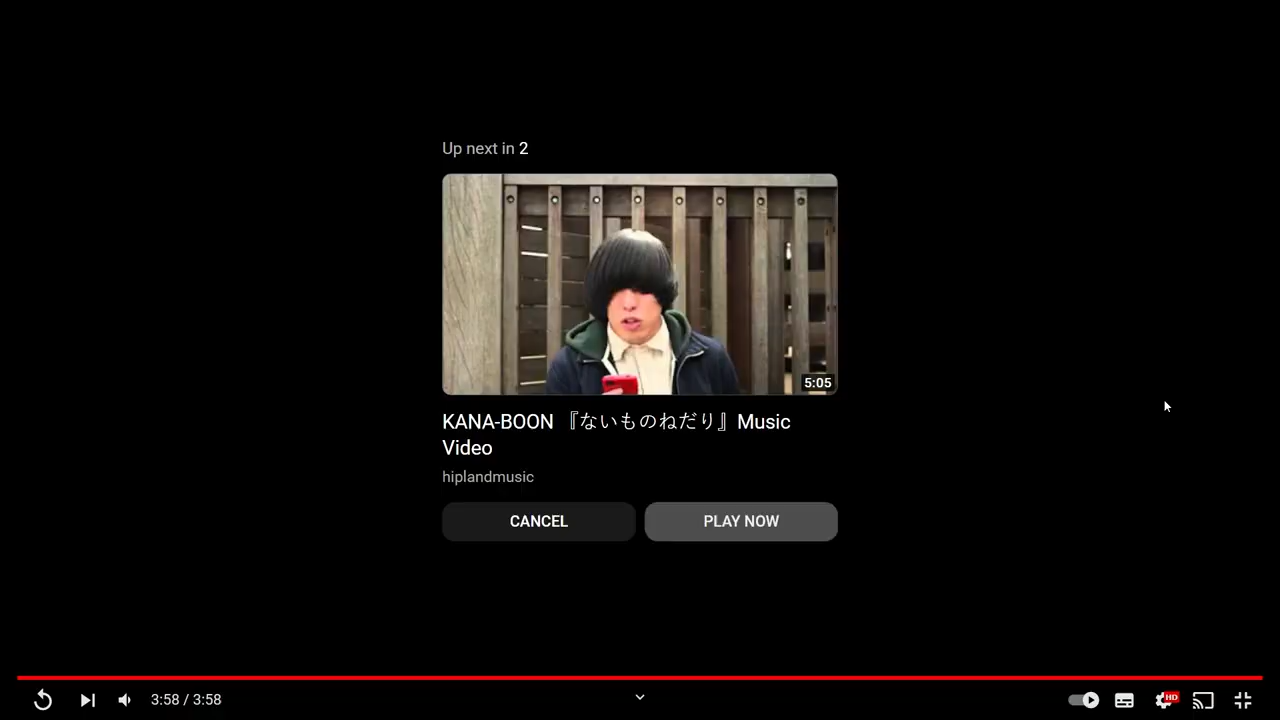 Up next in 2
5:05
KANA-BOON 『ないものねだり』Music
Video
hiplandmusic
CANCEL
PLAY NOW
3:58 / 3:58
HD